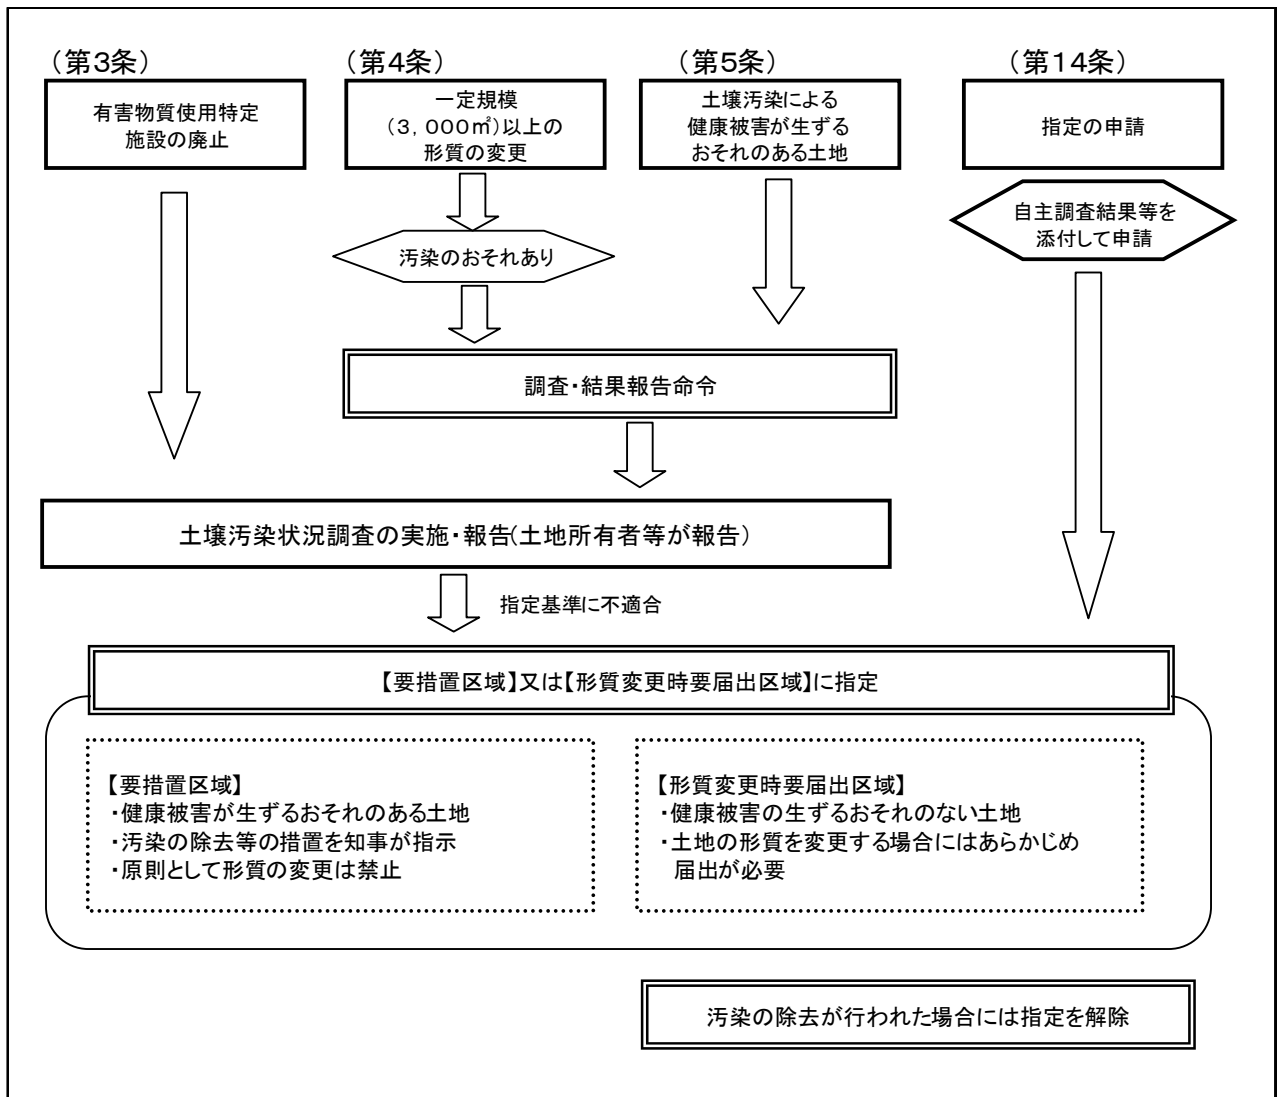 (第3条)
有害物質使用特定
施設の廃止
(第4条)
一定規模
(3,000㎡)以上の
形質の変更
(第5条)
土壌汚染による
健康被害が生ずる
おそれのある土地
(第14条)
指定の申請
自主調査結果等を
添付して申請
汚染のおそれあり
調査・結果報告命令
土壌汚染状況調査の実施・報告(土地所有者等が報告)
指定基準に不適合
【要措置区域】又は【形質変更時要届出区域】に指定
【要措置区域】
・健康被害が生ずるおそれのある土地
・汚染の除去等の措置を知事が指示
・原則として形質の変更は禁止
【形質変更時要届出区域】
・健康被害の生ずるおそれのない土地
・土地の形質を変更する場合にはあらかじめ
届出が必要
汚染の除去が行われた場合には指定を解除